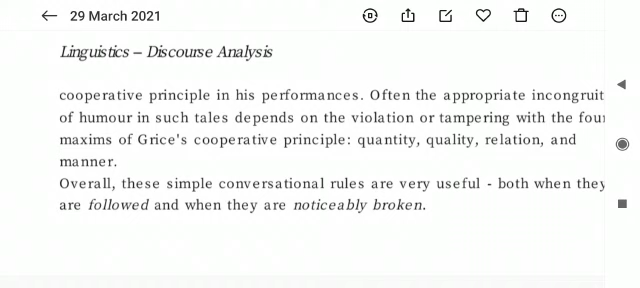 29 March 2021
Linguistics – Discourse Analysis
cooperative principle in his performances. Often the appropriate
of humour in such tales depends on the violation or tampering with the
maxims of Grice's cooperative principle: quantity, quality, relation, and
manner.
Overall, these simple conversational rules are very useful - both when they
are followed and when they are noticeably broken.